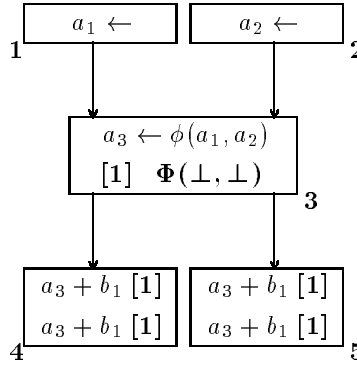 a₁ ←
a₂ ←
1
2
a₃ ← ϕ(a₁, a₂)
[1] Φ(⊥, ⊥)
3
a₃ + b₁ [1]
a₃ + b₁ [1]
a₃ + b₁ [1]
a₃ + b₁ [1]
4
5